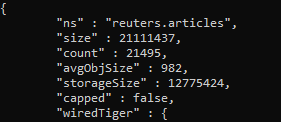 {
"ns" : "reuters.articles",
"size" : 21111437,
"count" : 21495,
"avgObjSize" : 982,
"storageSize" : 12775424,
"capped" : false,
"wiredTiger" : {